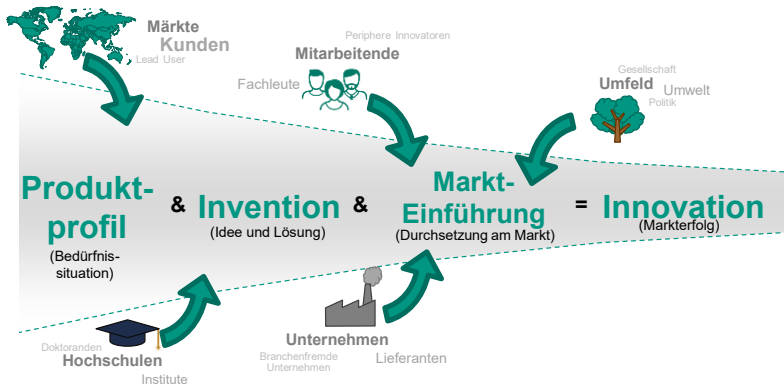 Märkte
Kunden
Lead User
Periphere Innovatoren
Mitarbeitende
Fachleute
Gesellschaft
Umfeld
Umwelt
Politik
Produkt-
profil
(Bedürfnis-
situation)
&
Invention
(Idee und Lösung)
&
Markt-
Einführung
(Durchsetzung am Markt)
=
Innovation
(Markterfolg)
Doktoranden
Hochschulen
Institute
Unternehmen
Branchenfremde
Unternehmen
Lieferanten